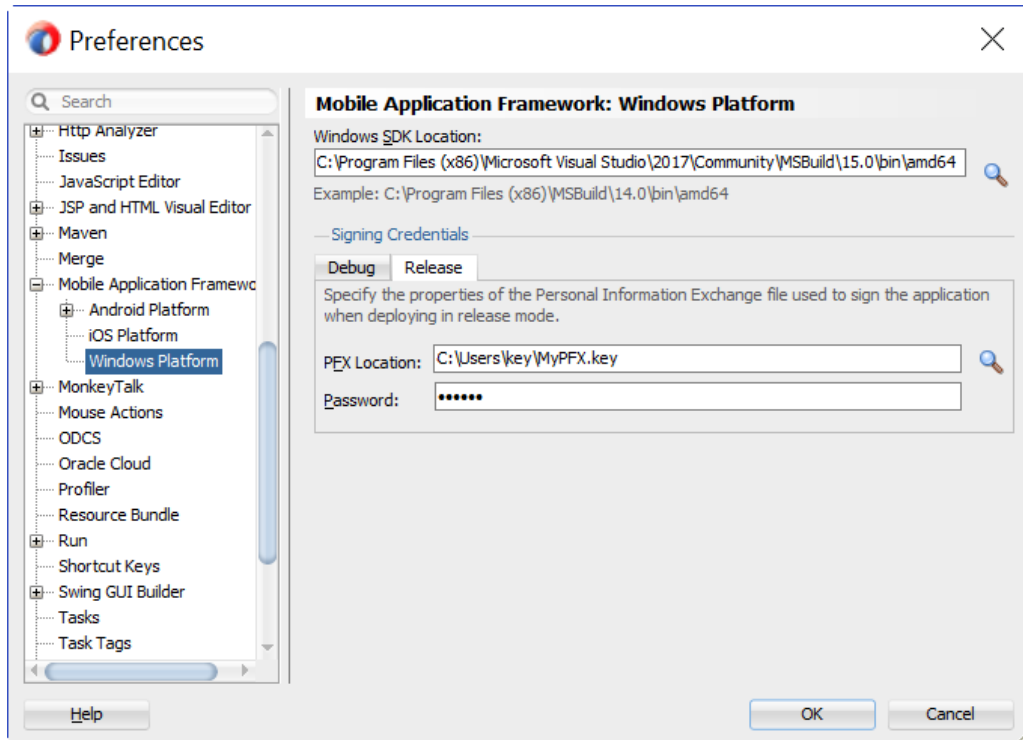 Preferences
Search
Http Analyzer
Issues
JavaScript Editor
JSP and HTML Visual Editor
Maven
Merge
Mobile Application Framewo
Android Platform
iOS Platform
Windows Platform
MonkeyTalk
Mouse Actions
ODCS
Oracle Cloud
Profiler
Resource Bundle
Run
Shortcut Keys
Swing GUI Builder
Tasks
Task Tags
Mobile Application Framework: Windows Platform
Windows SDK Location:
C:\Program Files (x86)\Microsoft Visual Studio\2017\Community\MSBuild\15.0\bin\amd64
Example: C:\Program Files (x86)\MSBuild\14.0\bin\amd64
Signing Credentials
Debug Release
Specify the properties of the Personal Information Exchange file used to sign the application
when deploying in release mode.
PFX Location: C:\Users\key\MyPFX.key
Password: ••••••
Help OK Cancel